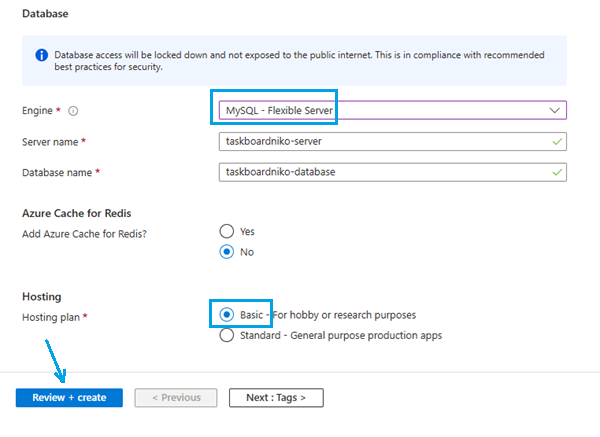 Database
Database access will be locked down and not exposed to the public internet. This is in compliance with recommended
best practices for security.
Engine *
MySQL - Flexible Server
Server name *
taskboardniko-server
Database name *
taskboardniko-database
Azure Cache for Redis
Add Azure Cache for Redis?
Yes
No
Hosting
Hosting plan *
Basic - For hobby or research purposes
Standard - General purpose production apps
Review + create
< Previous
Next : Tags >